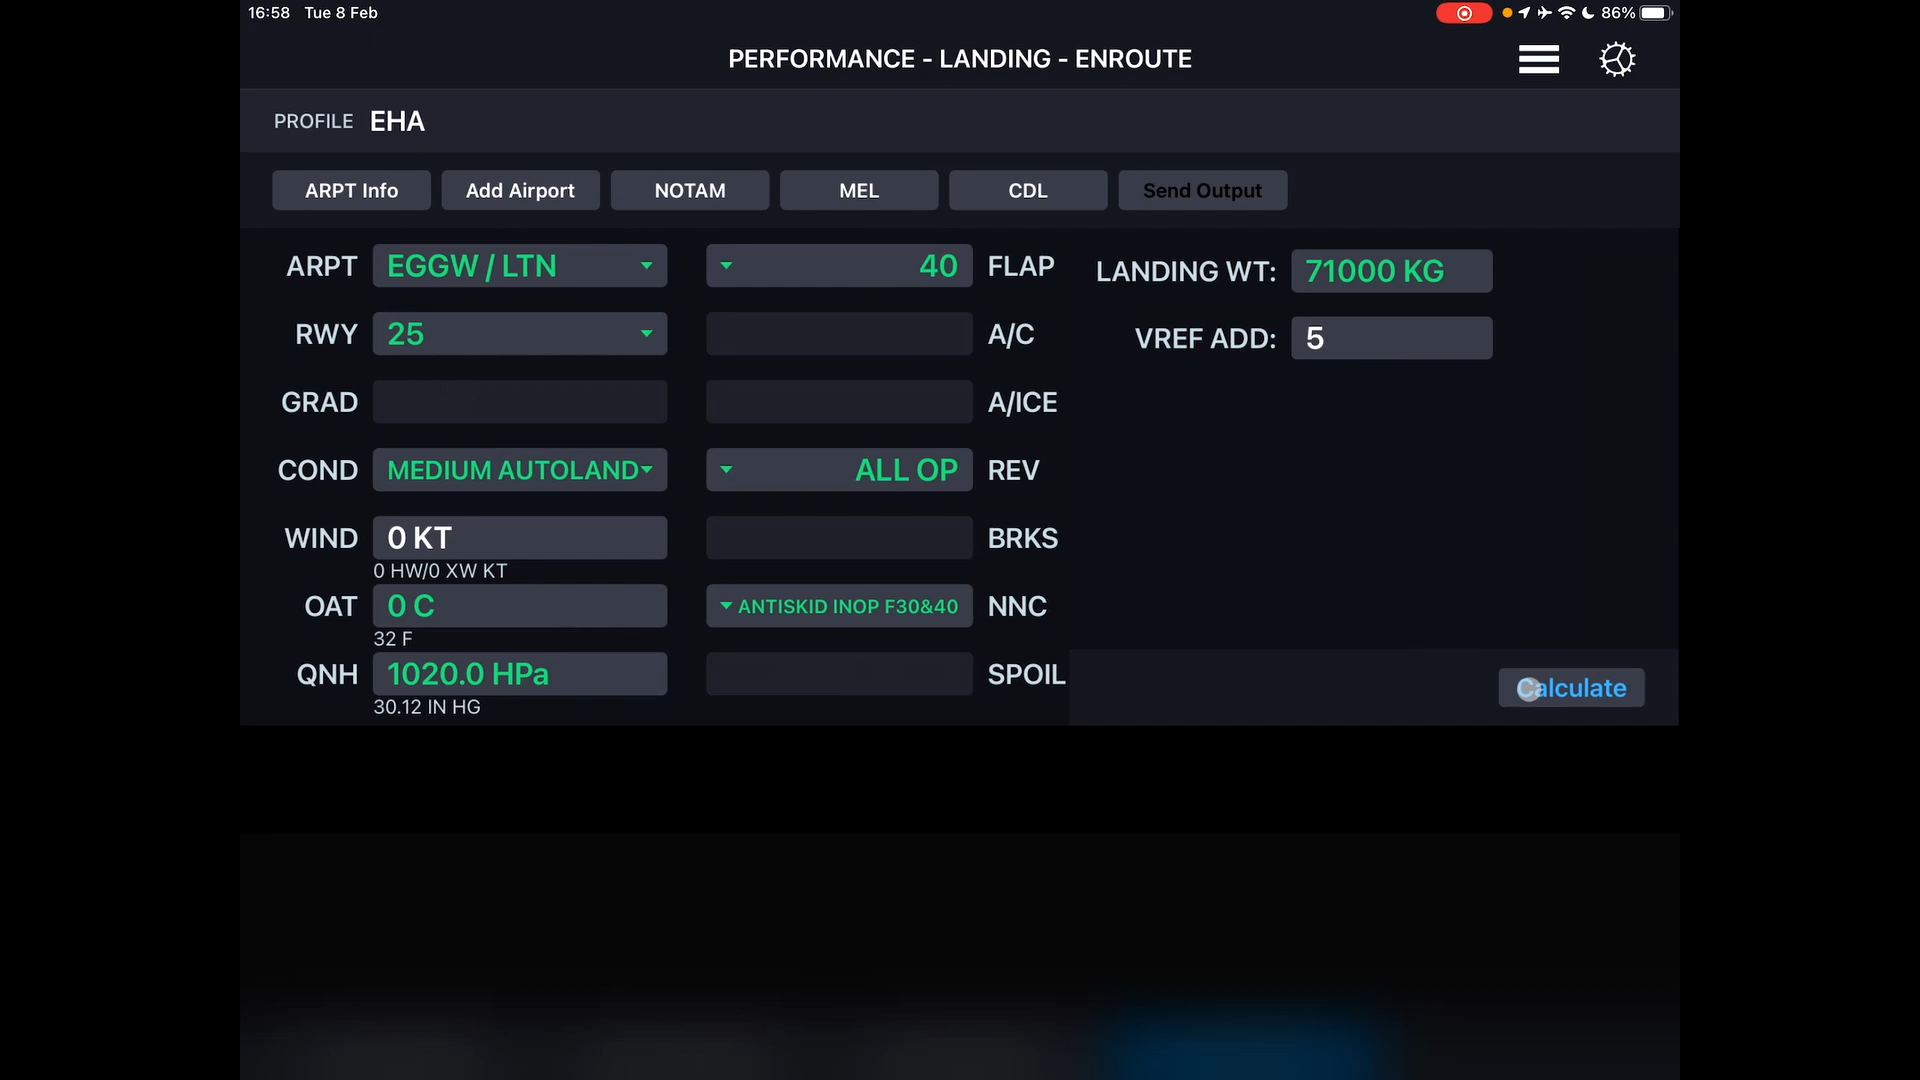 16:58 Tue 8 Feb 86%
PERFORMANCE - LANDING - ENROUTE
PROFILE EHA
ARPT Info Add Airport NOTAM MEL CDL Send Output
ARPT EGGW / LTN 40 FLAP LANDING WT: 71000 KG
RWY 25 A/C VREF ADD: 5
GRAD A/ICE
COND MEDIUM AUTOLAND ALL OP REV
WIND 0 KT BRKS
0 HW/0 XW KT
OAT 0 C ANTISKID INOP F30&40 NNC
32 F
QNH 1020.0 HPa SPOIL Calculate
30.12 IN HG